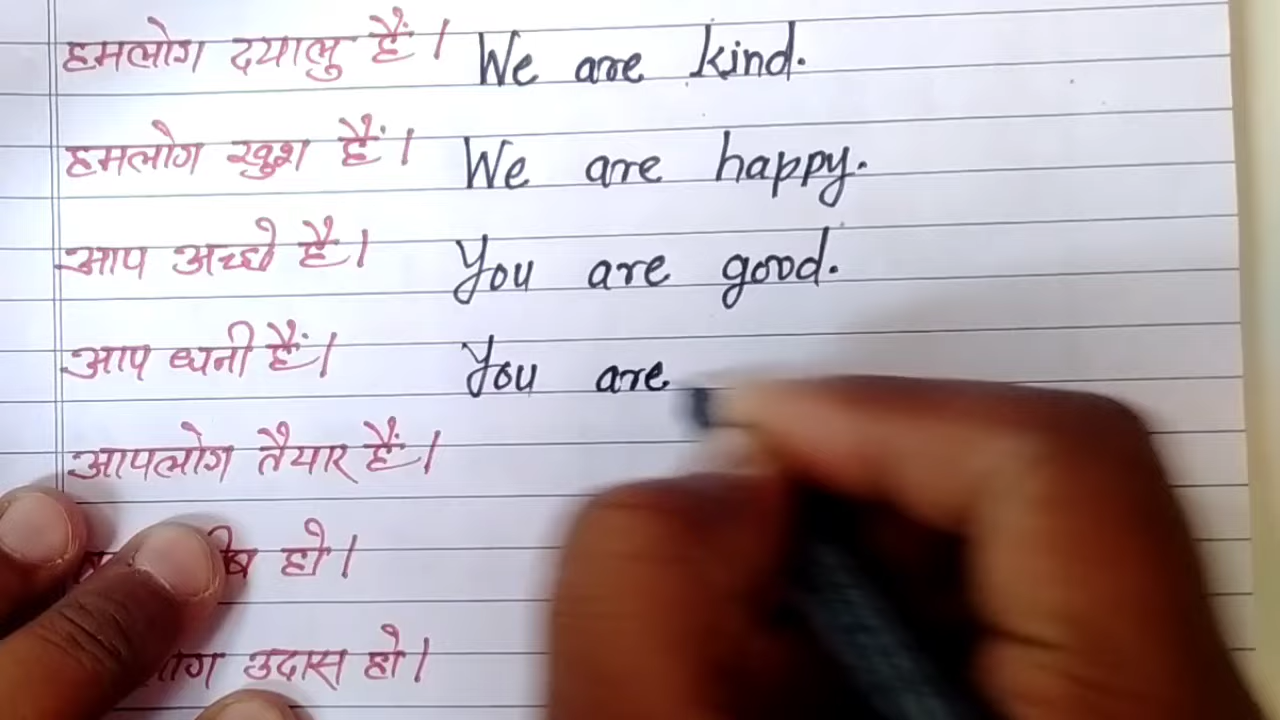 हमलोग दयालु हैं। We are kind.
हमलोग खुश हैं। We are happy.
आप अच्छे है। You are good.
आप धनी हैं। You are
आपलोग तैयार हैं।
हो।
उदास हो।